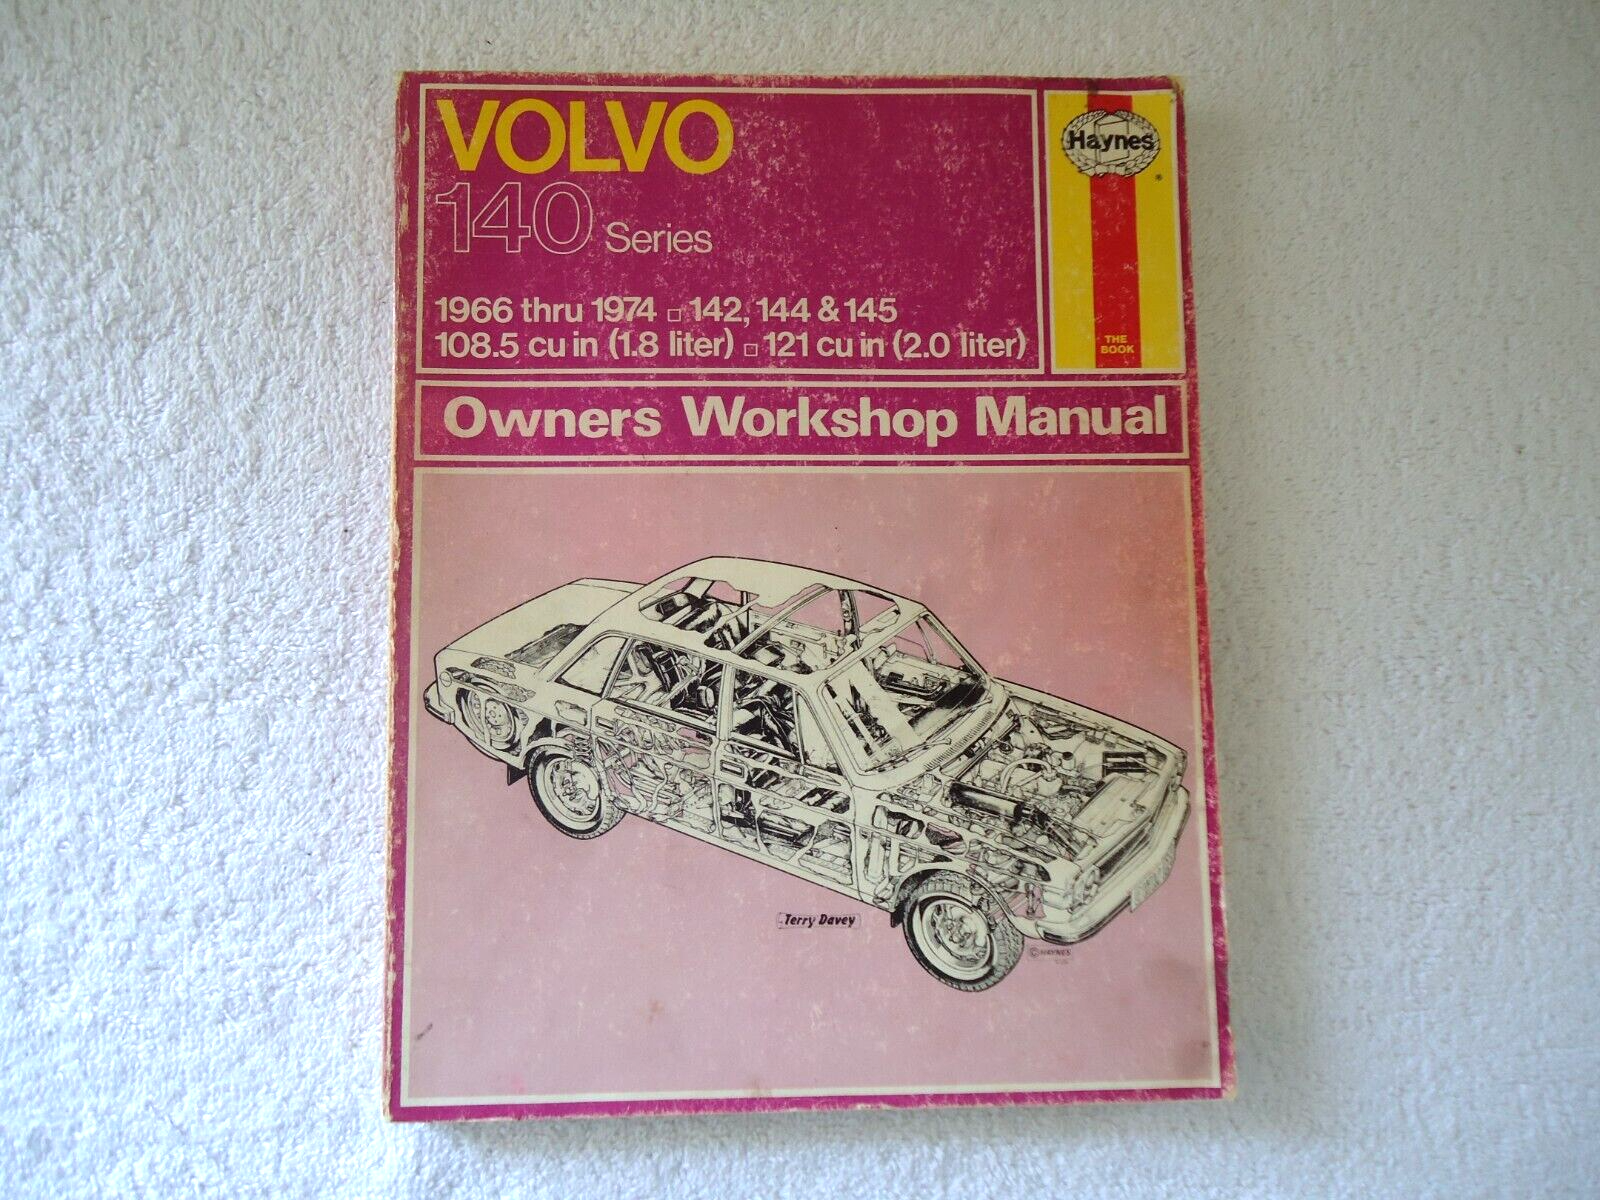 VOLVO
140 Series
1966 thru 1974 □ 142, 144 & 145
108.5 cu in (1.8 liter) □ 121 cu in (2.0 liter)
Haynes
®
THE
BOOK
Owners Workshop Manual
Terry Davey
© HAYNES